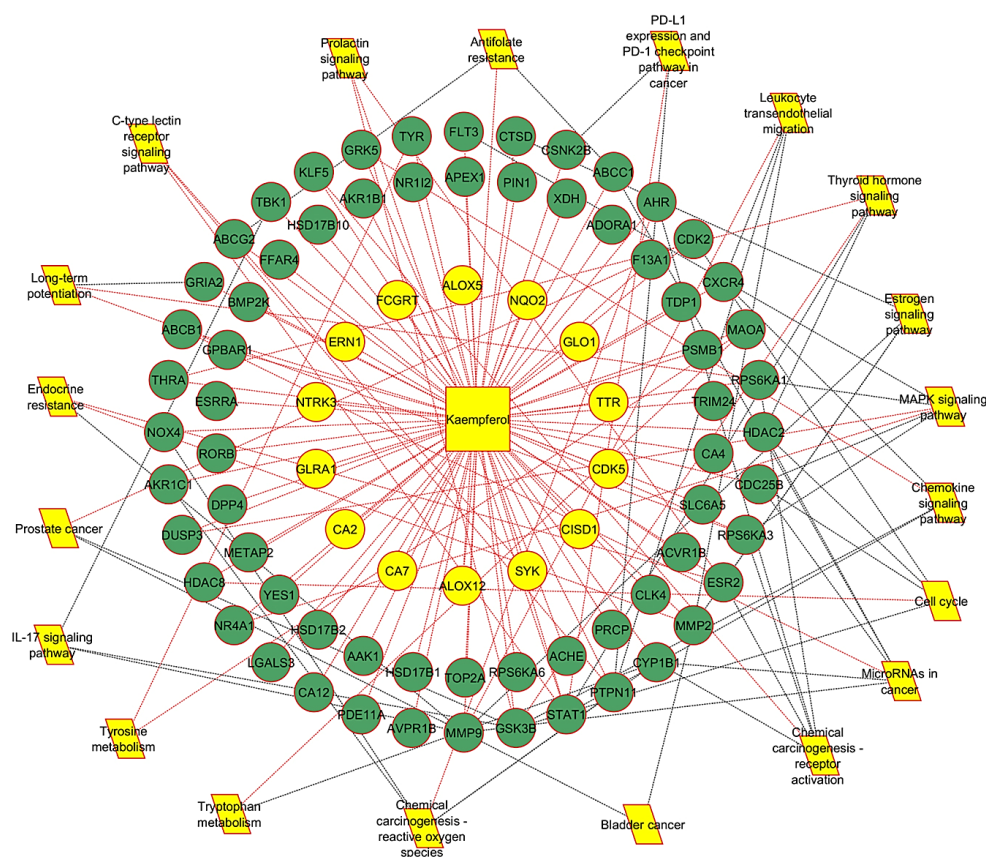 PD-L1
expression and
PD-1 checkpoint
pathway in
cancer
Prolactin
signaling
pathway
Antifolate
resistance
Leukocyte
transendothelial
migration
C-type lectin
receptor
signaling
pathway
Thyroid hormone
signaling
pathway
Long-term
potentiation
Estrogen
signaling
pathway
Endocrine
resistance
MAPK signaling
pathway
Chemokine
signaling
pathway
Prostate cancer
Cell cycle
IL-17 signaling
pathway
MicroRNAs in
cancer
Tyrosine
metabolism
Chemical
carcinogenesis -
receptor
activation
Tryptophan
metabolism
Chemical
carcinogenesis -
reactive oxygen
species
Bladder cancer
FLT3
CTSD
TYR
CSNK2B
GRK5
ABCC1
KLF5
APEX1
PIN1
NR1I2
AKR1B1
XDH
TBK1
AHR
HSD17B10
ADORA1
ABCG2
CDK2
FFAR4
F13A1
GRIA2
CXCR4
BMP2K
TDP1
ABCB1
MAOA
GPBAR1
PSMB1
THRA
RPS6KA1
ESRRA
TRIM24
NOX4
HDAC2
RORB
CA4
AKR1C1
CDC25B
DPP4
SLC6A5
DUSP3
RPS6KA3
METAP2
ACVR1B
HDAC8
ESR2
YES1
CLK4
NR4A1
MMP2
HSD17B2
PRCP
LGALS3
AAK1
ACHE
CYP1B1
HSD17B1
TOP2A
RPS6KA6
CA12
PTPN11
PDE11A
STAT1
AVPR1B
MMP9
GSK3B
ALOX5
FCGRT
NQO2
ERN1
GLO1
NTRK3
TTR
Kaempferol
GLRA1
CDK5
CA2
CISD1
CA7
SYK
ALOX12